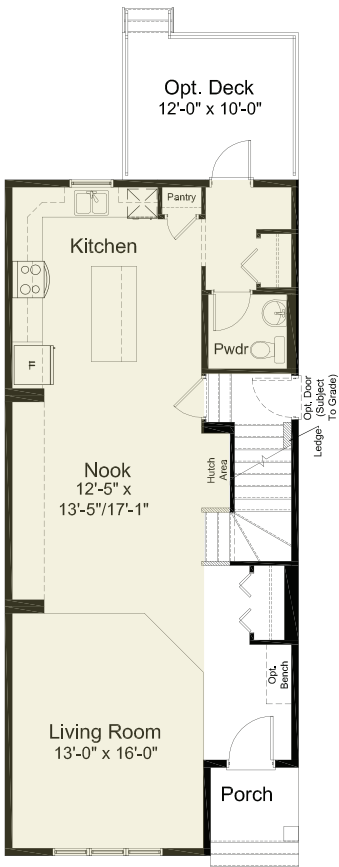 Opt. Deck
12'-0" x 10'-0"
Pantry
Kitchen
Pwdr
F
Opt. Door
(Subject
To Grade)
Ledge
Nook
12'-5" x
13'-5"/17'-1"
Hutch
Area
Opt.
Bench
Living Room
13'-0" x 16'-0"
Porch